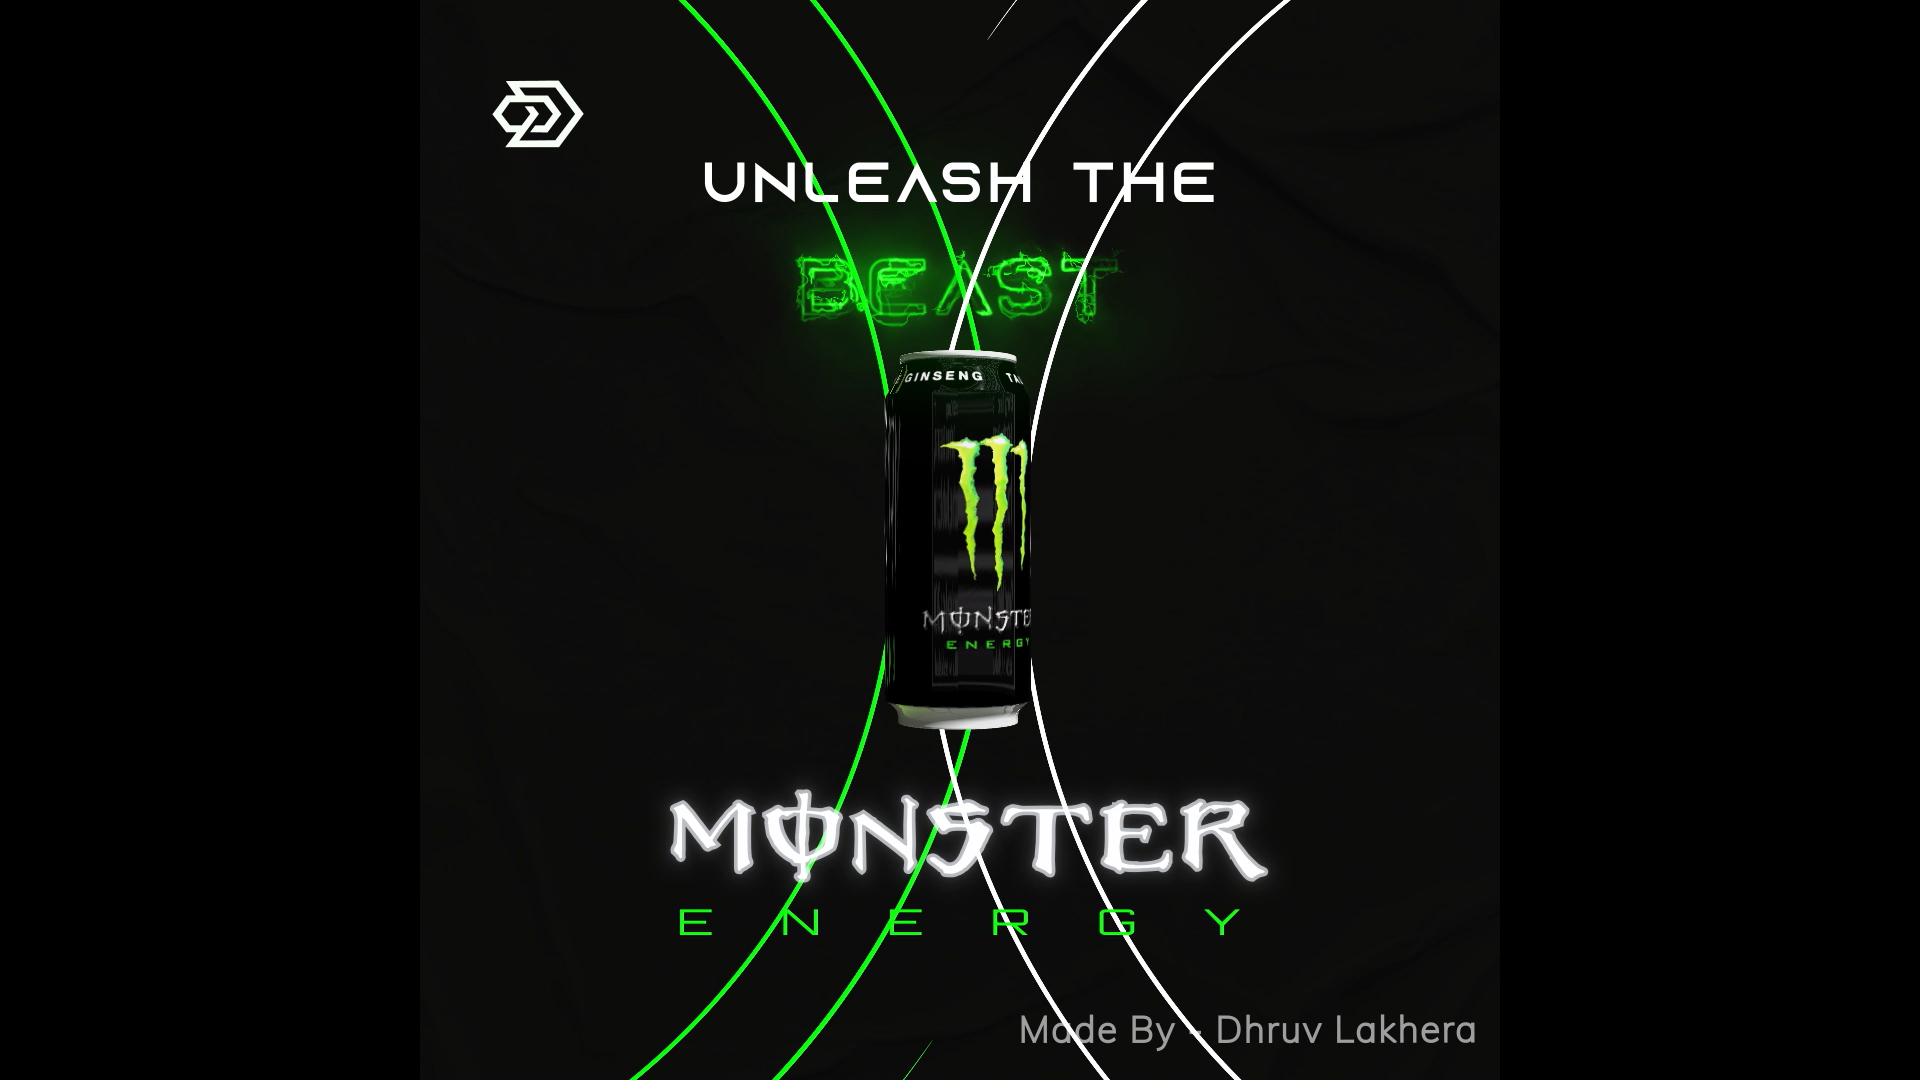 UNLEASH THE
BEAST
GINSENG
MONSTER
ENERGY
MONSTER
ENERGY
Made By - Dhruv Lakhera